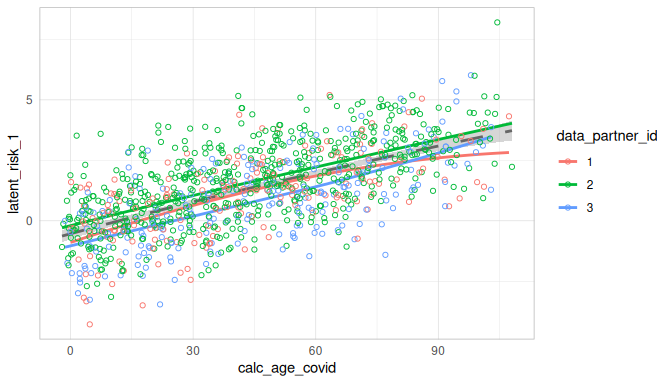 5
0
latent_risk_1
0 30 60 90
calc_age_covid
data_partner_id
1
2
3